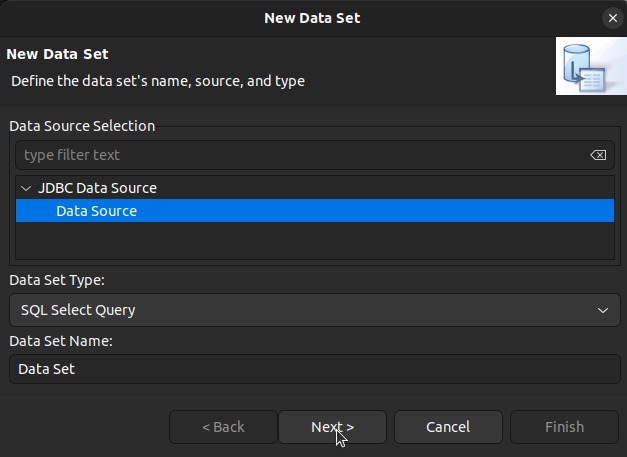 New Data Set
New Data Set
Define the data set's name, source, and type
Data Source Selection
type filter text
JDBC Data Source
Data Source
Data Set Type:
SQL Select Query
Data Set Name:
Data Set
< Back Next > Cancel Finish